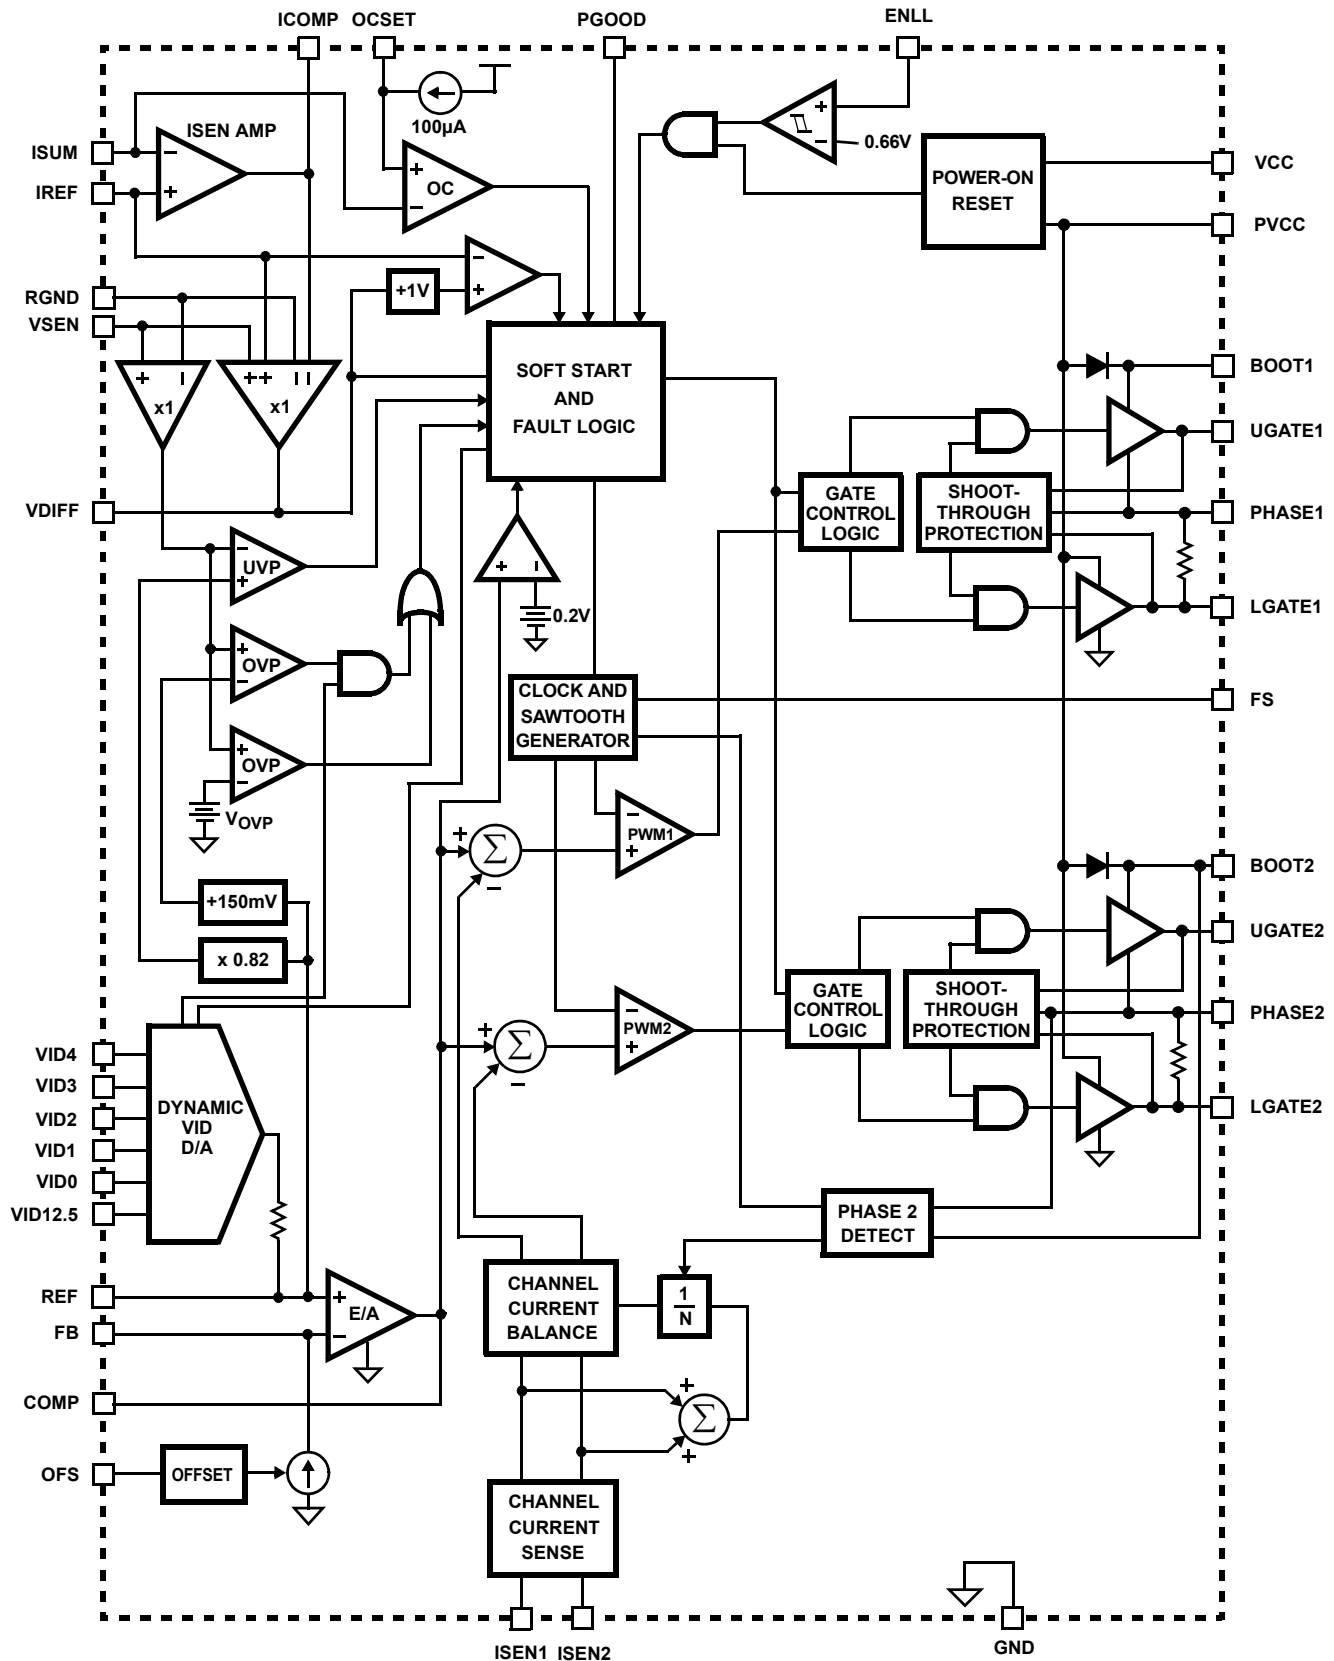 ICOMP OCSET PGOOD ENLL
100µA
ISEN AMP
ISUM
IREF
− +
+ −
OC
+ −
0.66V
POWER-ON
RESET
VCC
PVCC
RGND
VSEN
+1V
− +
+ −
x1
++ −−
x1
SOFT START
AND
FAULT LOGIC
BOOT1
UGATE1
PHASE1
LGATE1
GATE
CONTROL
LOGIC
SHOOT-
THROUGH
PROTECTION
VDIFF
− +
UVP
+ −
0.2V
+ −
OVP
+ −
OVP
VOVP
CLOCK AND
SAWTOOTH
GENERATOR
FS
− +
PWM1
+ Σ −
+150mV
x 0.82
BOOT2
UGATE2
PHASE2
LGATE2
GATE
CONTROL
LOGIC
SHOOT-
THROUGH
PROTECTION
− +
PWM2
+ Σ −
VID4
VID3
VID2
VID1
VID0
VID12.5
DYNAMIC
VID
D/A
PHASE 2
DETECT
REF
FB
+ −
E/A
CHANNEL
CURRENT
BALANCE
1
N
COMP
+ Σ +
OFS
OFFSET
CHANNEL
CURRENT
SENSE
ISEN1 ISEN2
GND